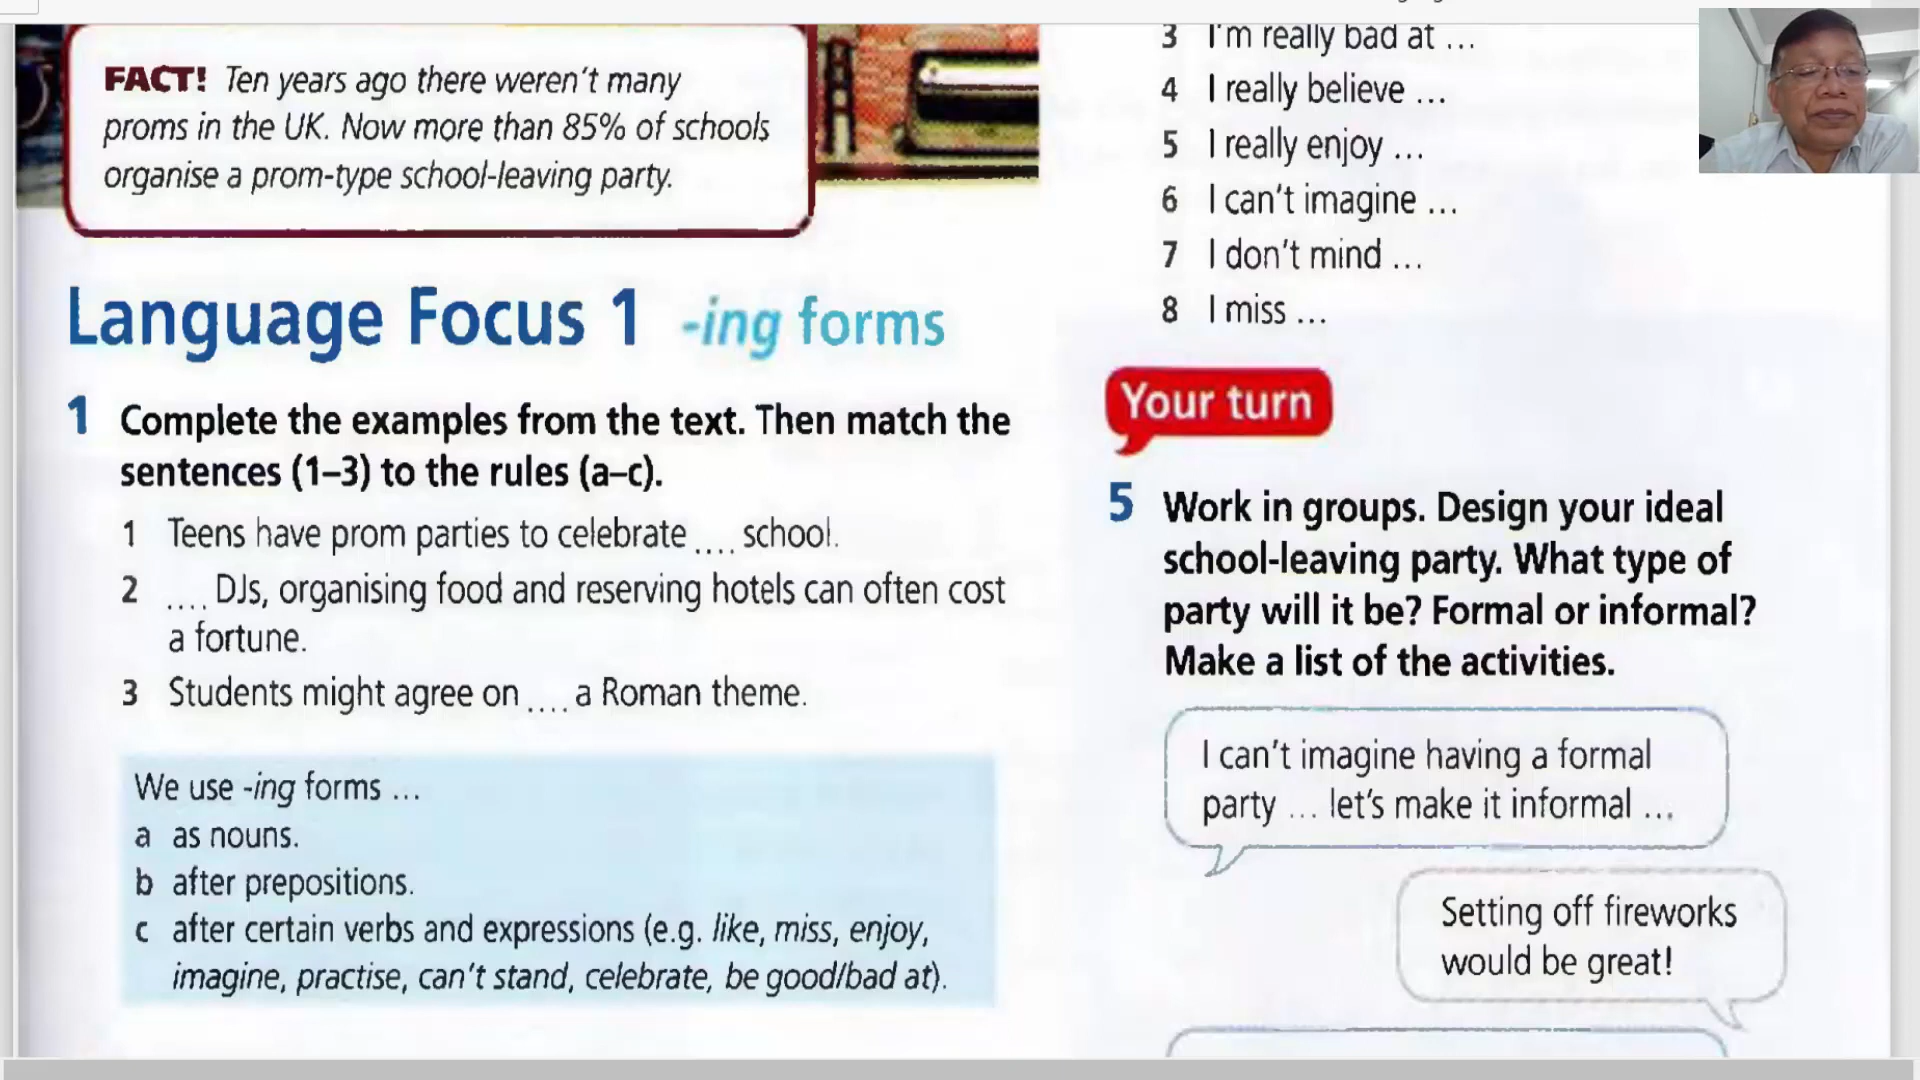 FACT! Ten years ago there weren't many
proms in the UK. Now more than 85% of schools
organise a prom-type school-leaving party.
Language Focus 1 -ing forms
1 Complete the examples from the text. Then match the
sentences (1–3) to the rules (a–c).
1 Teens have prom parties to celebrate .... school.
2 .... DJs, organising food and reserving hotels can often cost
a fortune.
3 Students might agree on .... a Roman theme.
We use -ing forms ...
a as nouns.
b after prepositions.
c after certain verbs and expressions (e.g. like, miss, enjoy,
imagine, practise, can't stand, celebrate, be good/bad at).
3 I'm really bad at ...
4 I really believe ...
5 I really enjoy ...
6 I can't imagine ...
7 I don't mind ...
8 I miss ...
Your turn
5 Work in groups. Design your ideal
school-leaving party. What type of
party will it be? Formal or informal?
Make a list of the activities.
I can't imagine having a formal
party ... let's make it informal ...
Setting off fireworks
would be great!